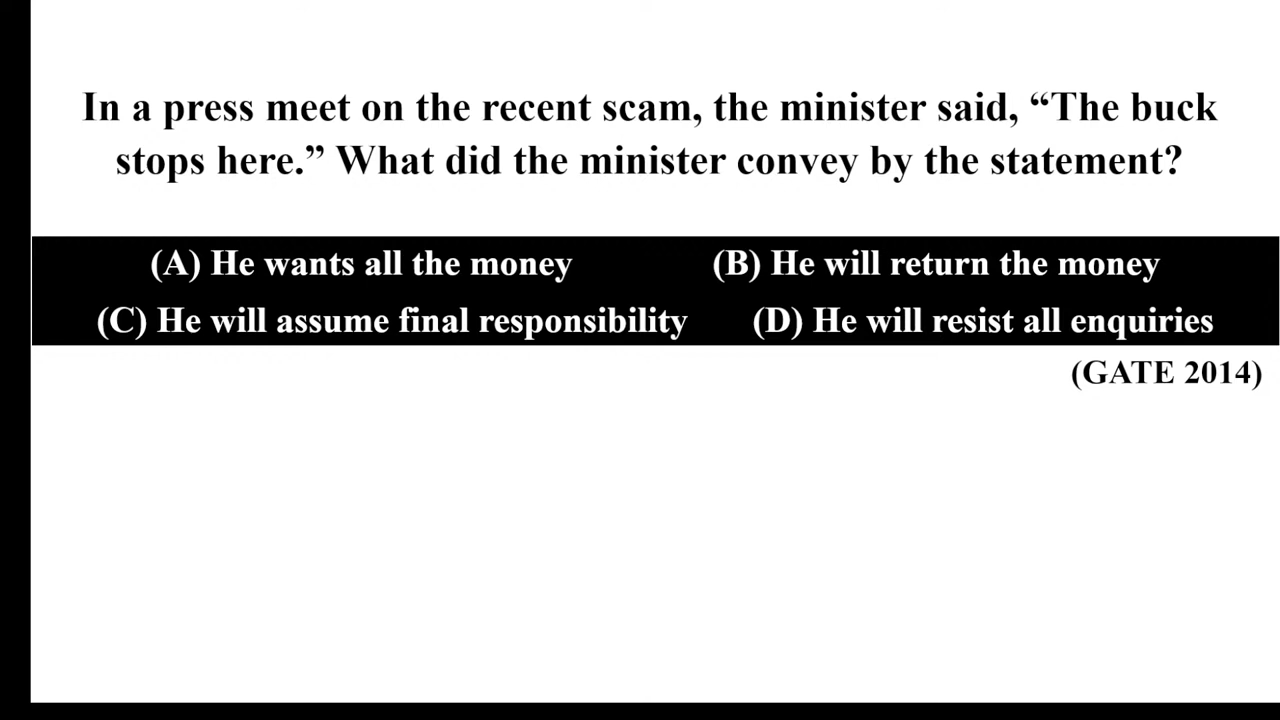 In a press meet on the recent scam, the minister said, “The buck
stops here.” What did the minister convey by the statement?
(A) He wants all the money (B) He will return the money
(C) He will assume final responsibility (D) He will resist all enquiries
(GATE 2014)